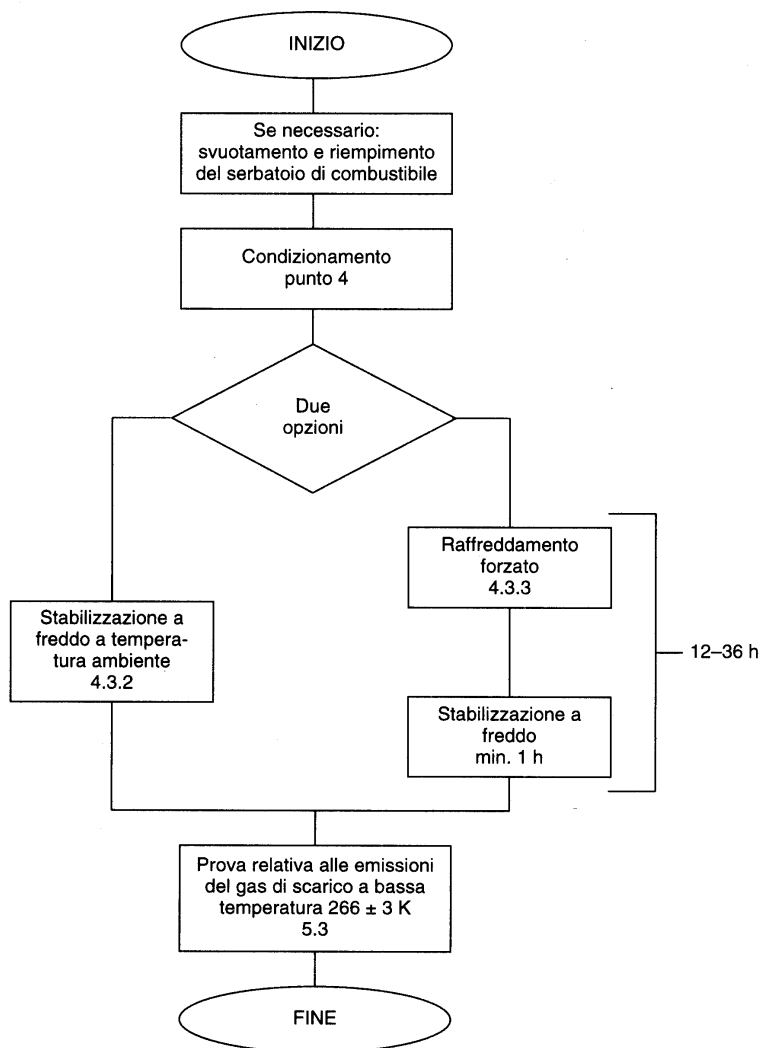 INIZIO
Se necessario:
svuotamento e riempimento
del serbatoio di combustibile
Condizionamento
punto 4
Due
opzioni
Stabilizzazione a
freddo a tempera-
tura ambiente
4.3.2
Raffreddamento
forzato
4.3.3
Stabilizzazione a
freddo
min. 1 h
12–36 h
Prova relativa alle emissioni
del gas di scarico a bassa
temperatura 266 ± 3 K
5.3
FINE